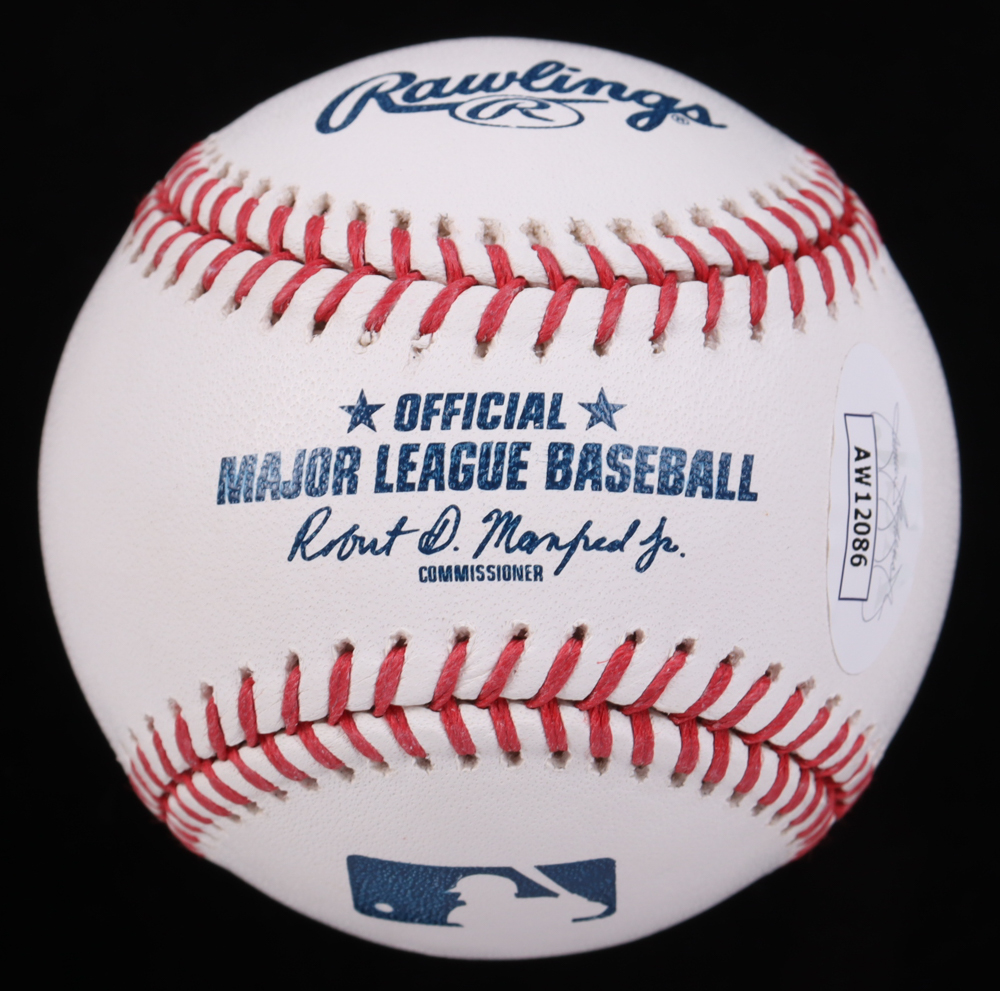 Rawlings ®
R
★ OFFICIAL ★
MAJOR LEAGUE BASEBALL
Robert D. Manfred Jr.
COMMISSIONER
AW12086